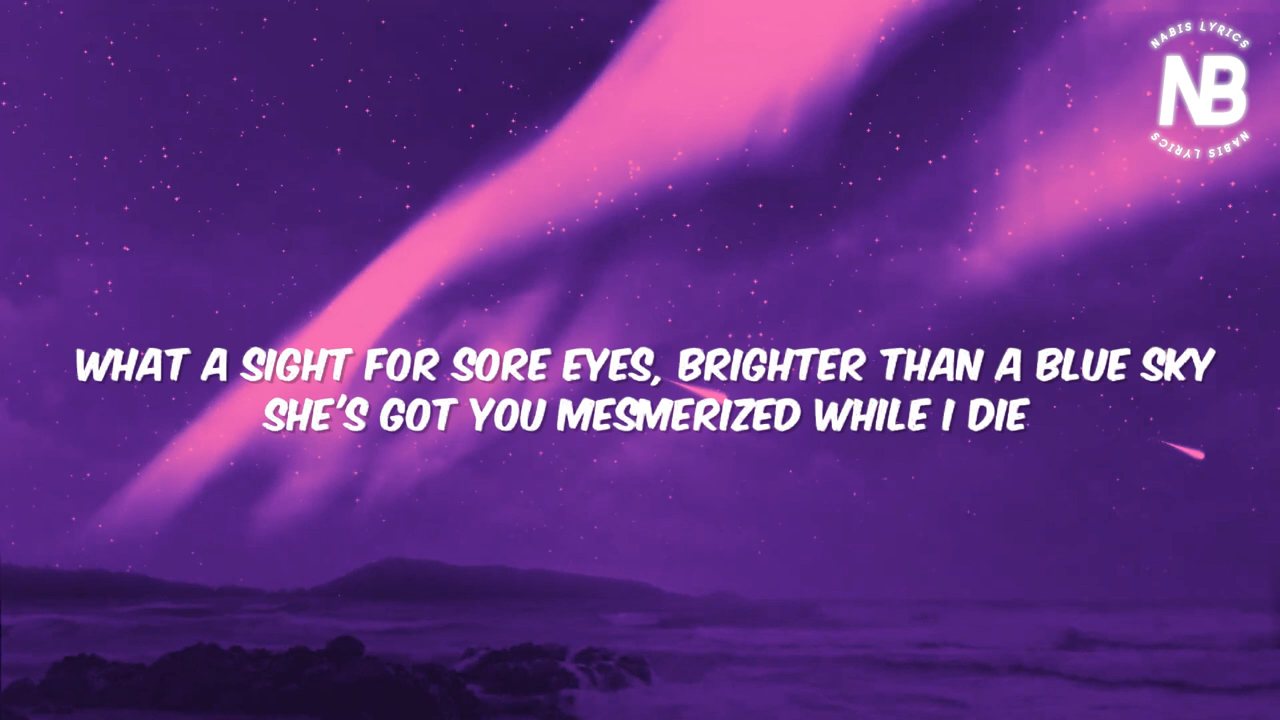 NABIS LYRICS
NB
NABIS LYRICS
WHAT A SIGHT FOR SORE EYES, BRIGHTER THAN A BLUE SKY
SHE'S GOT YOU MESMERIZED WHILE I DIE